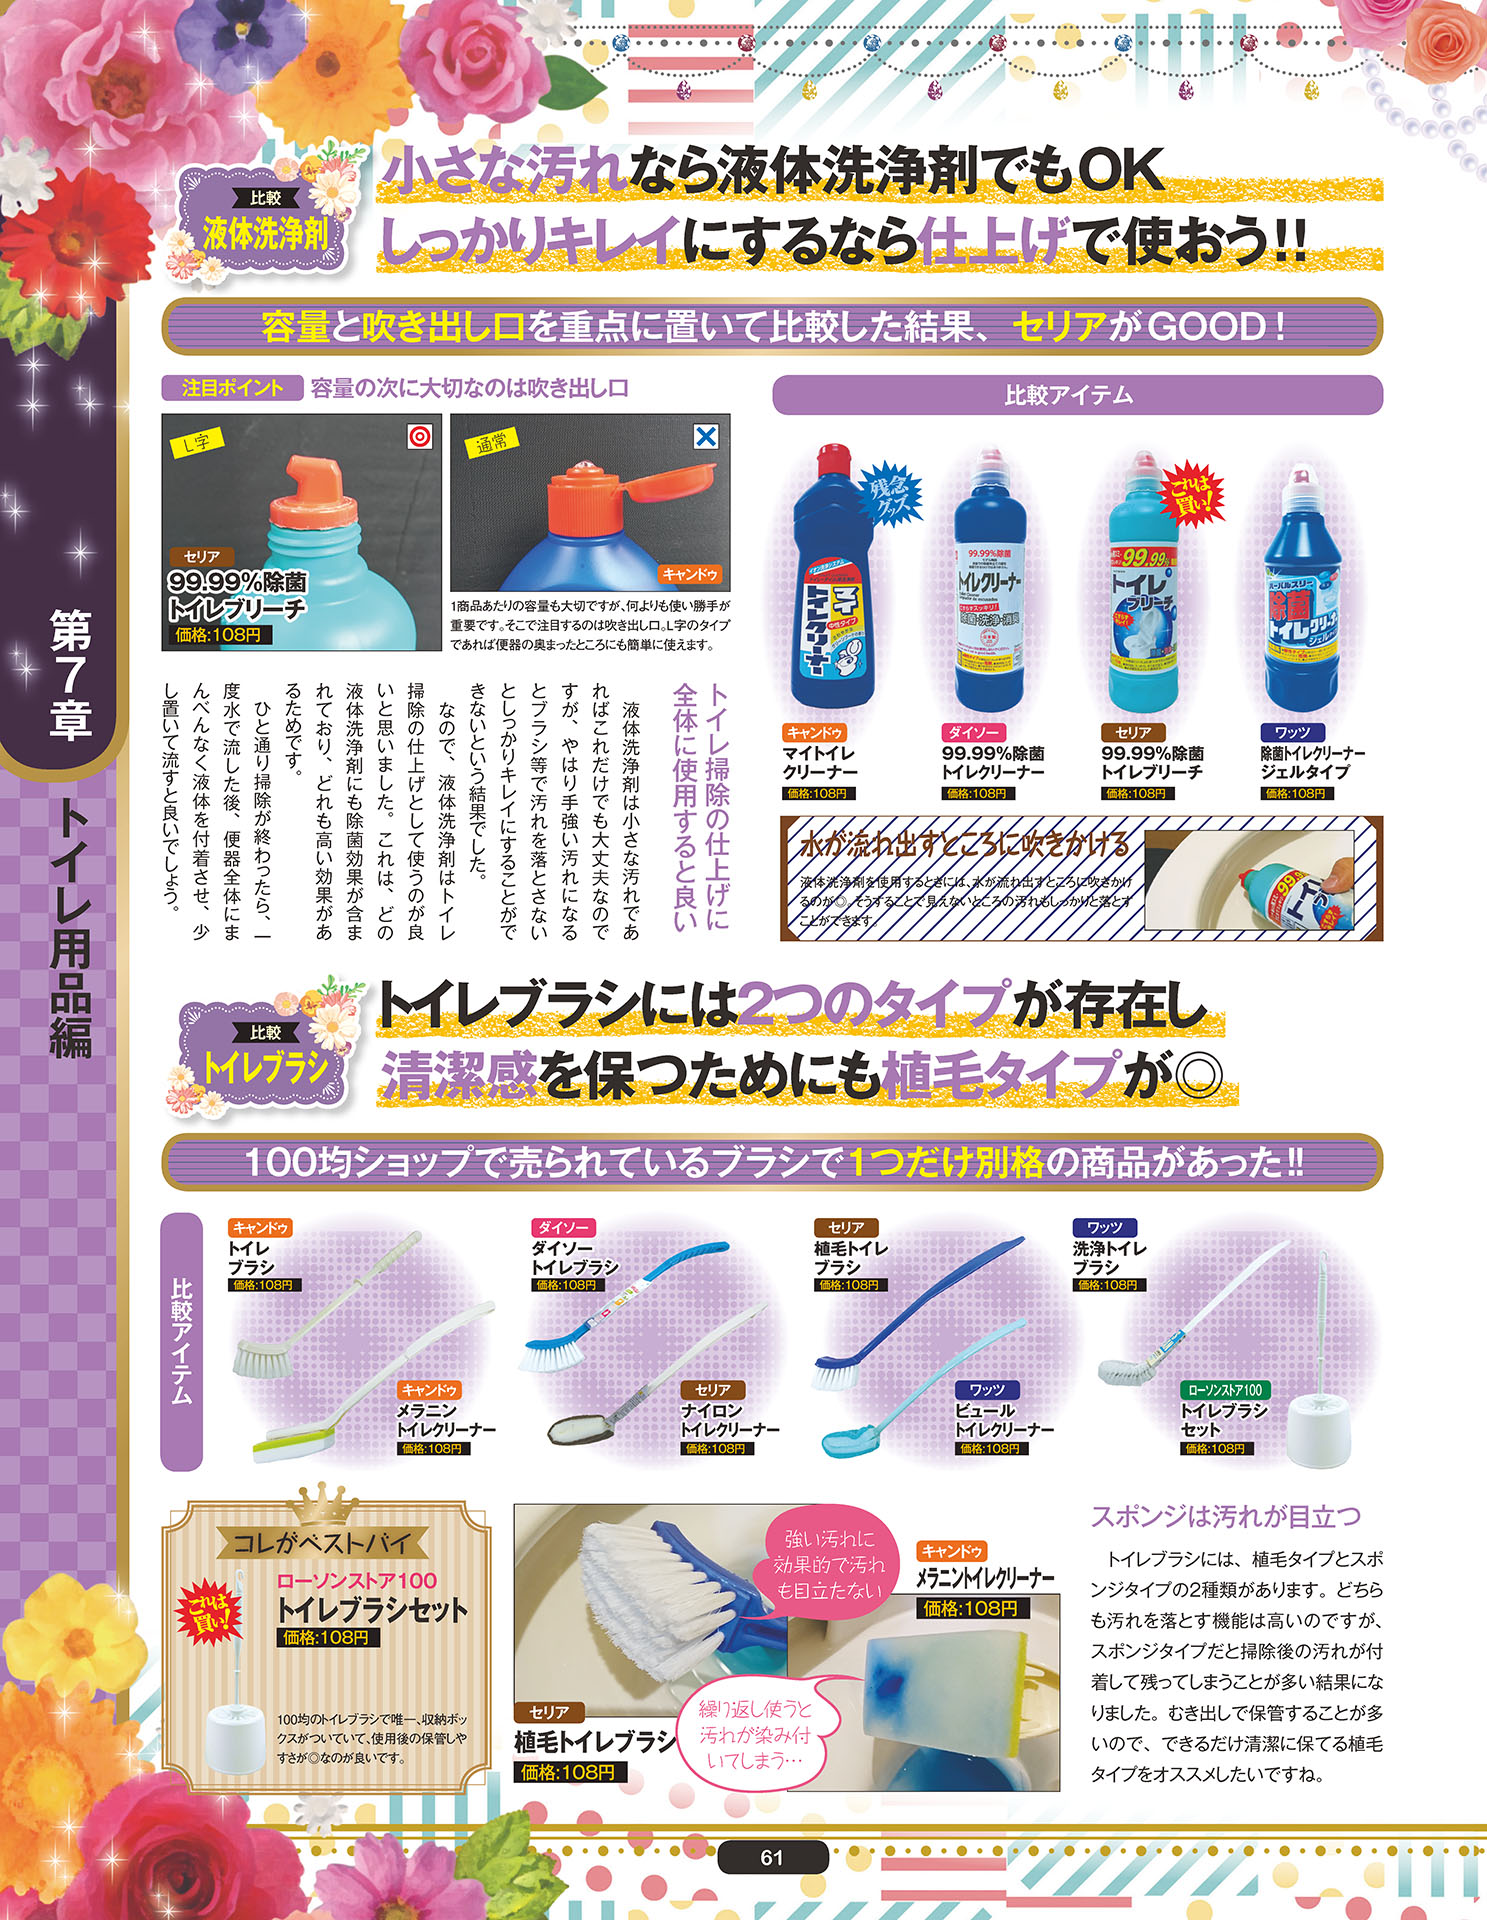 比較
液体洗浄剤
小さな汚れなら液体洗浄剤でもOK
しっかりキレイにするなら仕上げで使おう!!
容量と吹き出し口を重点に置いて比較した結果、セリアがGOOD！
注目ポイント
容量の次に大切なのは吹き出し口
L字
セリア
99.99%除菌
トイレブリーチ
価格:108円
通常
キャンドゥ
1商品あたりの容量も大切ですが、何よりも使い勝手が
重要です。そこで注目するのは吹き出し口。L字のタイプ
であれば便器の奥まったところにも簡単に使えます。
比較アイテム
残念
グッズ
これは
買い!
マイ
トイレクリーナー
中性タイプ
99.99%除菌
トイレクリーナー
除菌・洗浄・消臭
99.99%
トイレ
ブリーチ
除菌
トイレクリーナー
ジェルタイプ
キャンドゥ
マイトイレ
クリーナー
価格:108円
ダイソー
99.99%除菌
トイレクリーナー
価格:108円
セリア
99.99%除菌
トイレブリーチ
価格:108円
ワッツ
除菌トイレクリーナー
ジェルタイプ
価格:108円
トイレ掃除の仕上げに
全体に使用すると良い
液体洗浄剤は小さな汚れであ
ればこれだけでも大丈夫なので
すが、やはり手強い汚れになる
とブラシ等で汚れを落とさない
としっかりキレイにすることがで
きないという結果でした。
なので、液体洗浄剤はトイレ
掃除の仕上げとして使うのが良
いと思いました。これは、どの
液体洗浄剤にも除菌効果が含ま
れており、どれも高い効果があ
るためです。
ひと通り掃除が終わったら、一
度水で流した後、便器全体にま
んべんなく液体を付着させ、少
し置いて流すと良いでしょう。
水が流れ出すところに吹きかける
液体洗浄剤を使用するときには、水が流れ出すところに吹きかけ
るのが◎。そうすることで見えないところの汚れもしっかりと落とす
ことができます。
第7章
トイレ用品編
比較
トイレブラシ
トイレブラシには2つのタイプが存在し
清潔感を保つためにも植毛タイプが◎
100均ショップで売られているブラシで1つだけ別格の商品があった!!
比較アイテム
キャンドゥ
トイレ
ブラシ
価格:108円
キャンドゥ
メラニン
トイレクリーナー
価格:108円
ダイソー
ダイソー
トイレブラシ
価格:108円
セリア
ナイロン
トイレクリーナー
価格:108円
セリア
植毛トイレ
ブラシ
価格:108円
ワッツ
ピュール
トイレクリーナー
価格:108円
ワッツ
洗浄トイレ
ブラシ
価格:108円
ローソンストア100
トイレブラシ
セット
価格:108円
コレがベストバイ
これは
買い!
ローソンストア100
トイレブラシセット
価格:108円
100均のトイレブラシで唯一、収納ボッ
クスがついていて、使用後の保管しや
すさが◎なのが良いです。
強い汚れに
効果的で汚れ
も目立たない
セリア
植毛トイレブラシ
価格:108円
キャンドゥ
メラニントイレクリーナー
価格:108円
繰り返し使うと
汚れが染み付
いてしまう…
スポンジは汚れが目立つ
トイレブラシには、植毛タイプとスポ
ンジタイプの2種類があります。どちら
も汚れを落とす機能は高いのですが、
スポンジタイプだと掃除後の汚れが付
着して残ってしまうことが多い結果にな
りました。むき出しで保管することが多
いので、できるだけ清潔に保てる植毛
タイプをオススメしたいですね。
61